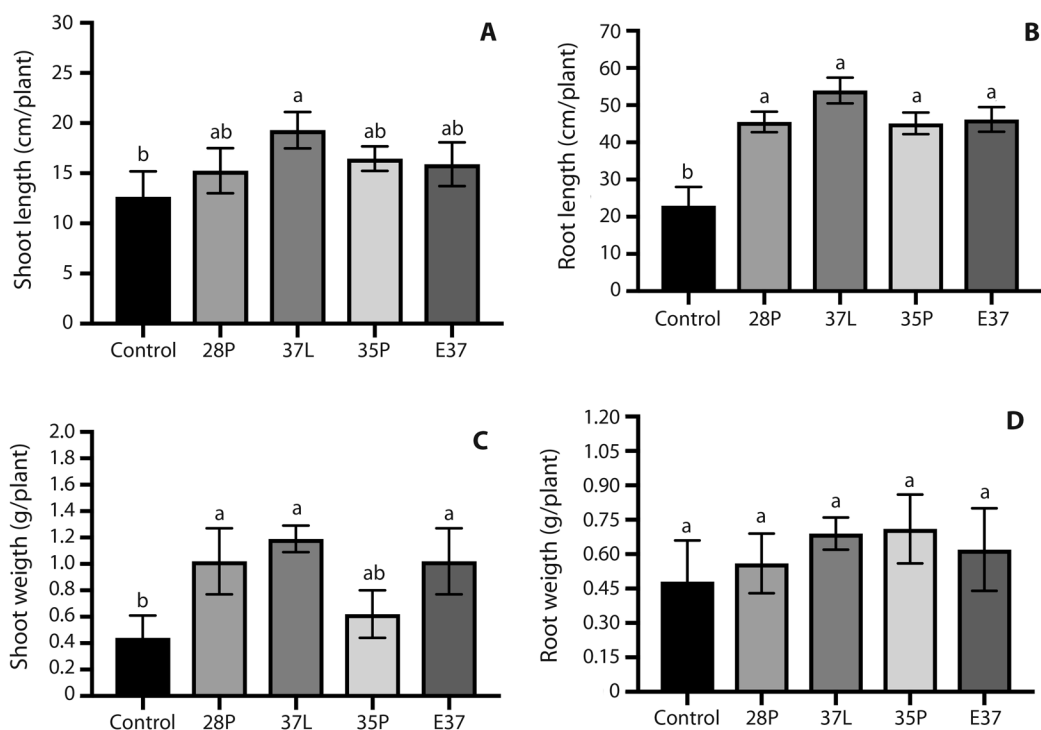 A
Shoot length (cm/plant)
30
25
20
15
10
5
0
b
ab
a
ab
ab
Control 28P 37L 35P E37
B
Root length (cm/plant)
70
60
50
40
30
20
10
0
b
a
a
a
a
Control 28P 37L 35P E37
C
Shoot weigth (g/plant)
2.0
1.8
1.6
1.4
1.2
1.0
0.8
0.6
0.4
0.2
0
b
a
a
ab
a
Control 28P 37L 35P E37
D
Root weigth (g/plant)
1.20
1.05
0.90
0.75
0.60
0.45
0.30
0.15
0
a
a
a
a
a
Control 28P 37L 35P E37